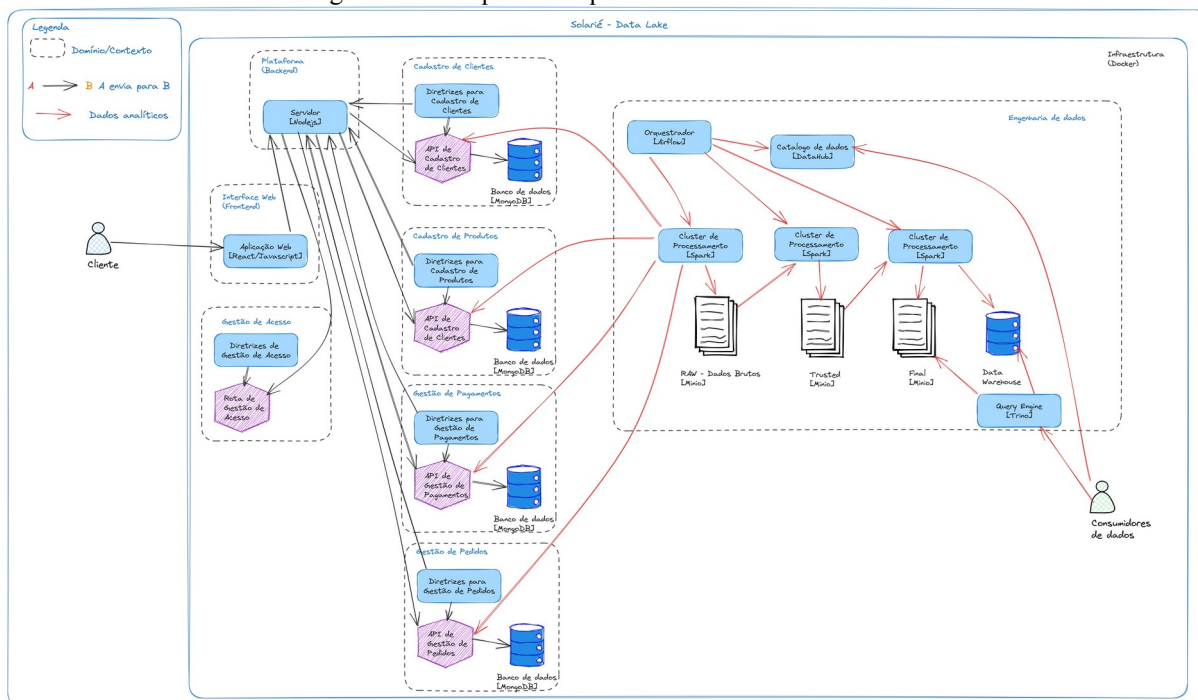 Solarié - Data Lake
Legenda
Domínio/Contexto
A
B
A envia para B
Dados analíticos
Infraestrutura
(Docker)
Plataforma
(Backend)
Servidor
[Nodejs]
Interface Web
(Frontend)
Aplicação Web
[React/Javascript]
Cliente
Gestão de Acesso
Diretrizes de
Gestão de Acesso
Rota de
Gestão de
Acesso
Cadastro de Clientes
Diretrizes para
Cadastro de
Clientes
API de
Cadastro
de Clientes
Banco de dados
[MongoDB]
Cadastro de Produtos
Diretrizes para
Cadastro de
Produtos
API de
Cadastro
de Clientes
Banco de dados
[MongoDB]
Gestão de Pagamentos
Diretrizes para
Gestão de
Pagamentos
API de
Gestão de
Pagamentos
Banco de dados
[MongoDB]
Gestão de Pedidos
Diretrizes para
Gestão de Pedidos
API de
Gestão de
Pedidos
Banco de dados
[MongoDB]
Engenharia de dados
Orquestrador
[Airflow]
Catalogo de dados
[DataHub]
Cluster de
Processamento
[Spark]
Cluster de
Processamento
[Spark]
Cluster de
Processamento
[Spark]
RAW - Dados Brutos
[Minio]
Trusted
[Minio]
Final
[Minio]
Data
Warehouse
Query Engine
[Trino]
Consumidores
de dados